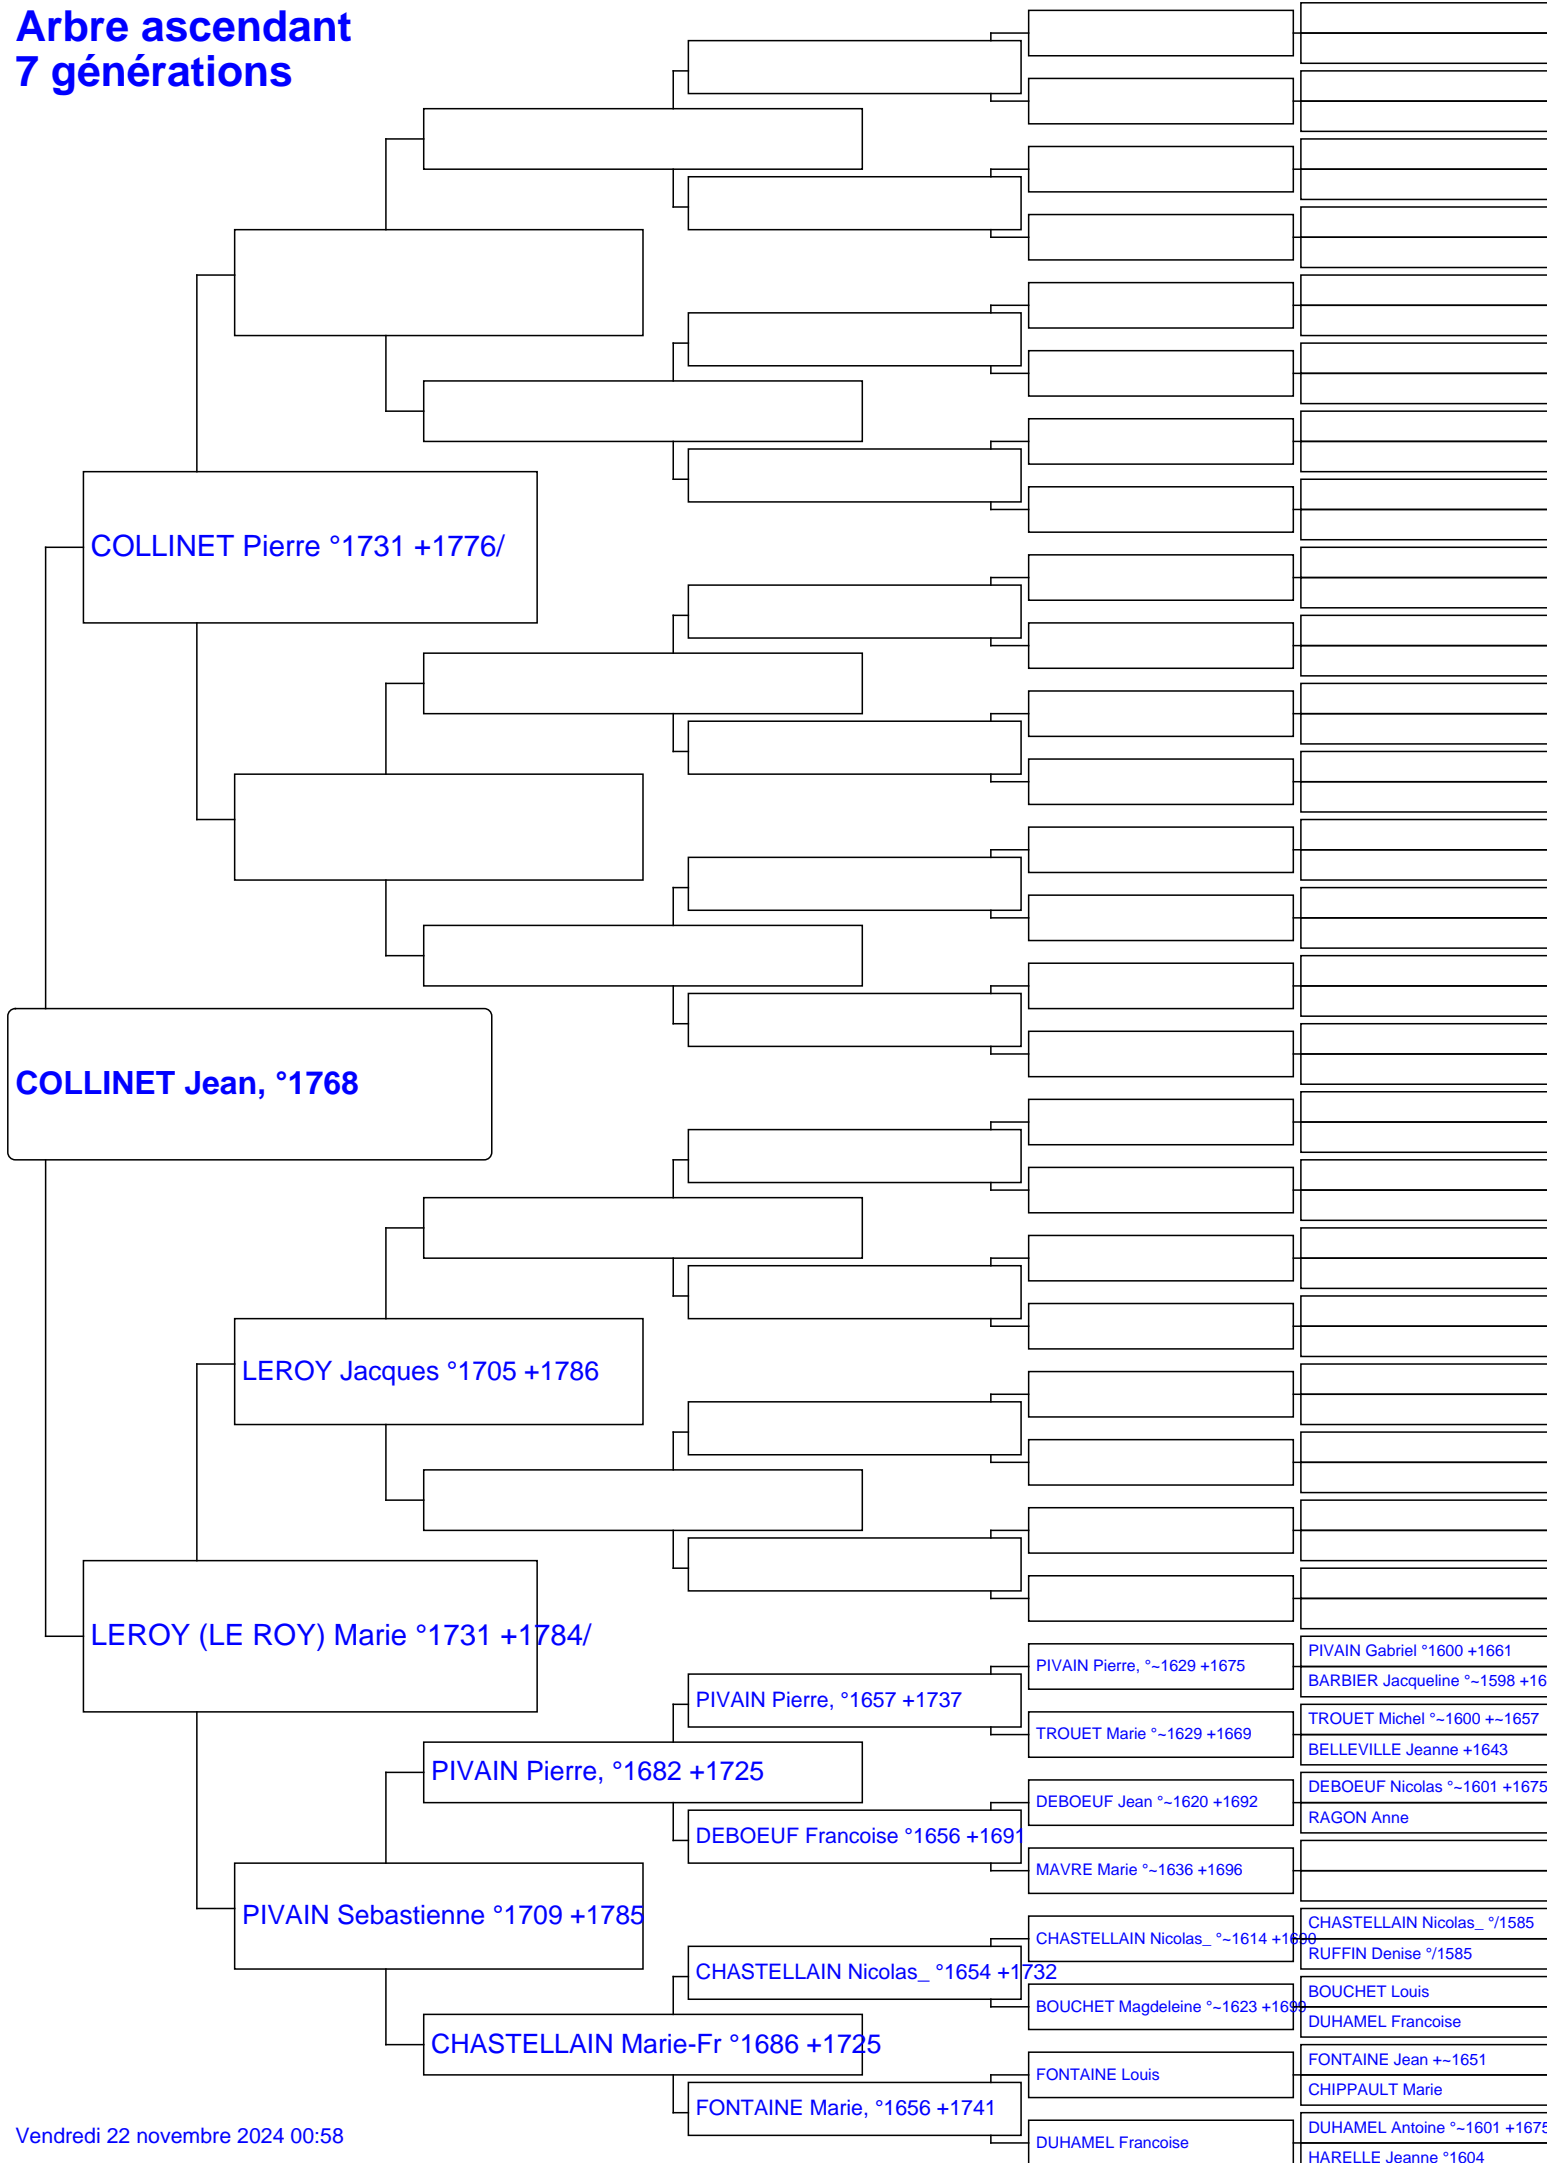 Arbre ascendant
7 générations
COLLINET Pierre °1731 +1776/
COLLINET Jean, °1768
LEROY Jacques °1705 +1786
LEROY (LE ROY) Marie °1731 +1784/
PIVAIN Gabriel °1600 +1661
PIVAIN Pierre, °~1629 +1675
BARBIER Jacqueline °~1598 +16
PIVAIN Pierre, °1657 +1737
TROUET Michel °~1600 +~1657
TROUET Marie °~1629 +1669
BELLEVILLE Jeanne +1643
PIVAIN Pierre, °1682 +1725
DEBOEUF Nicolas °~1601 +1675
DEBOEUF Jean °~1620 +1692
RAGON Anne
DEBOEUF Francoise °1656 +1691
MAVRE Marie °~1636 +1696
PIVAIN Sebastienne °1709 +1785
CHASTELLAIN Nicolas_ °/1585
CHASTELLAIN Nicolas_ °~1614 +1690
RUFFIN Denise °/1585
CHASTELLAIN Nicolas_ °1654 +1732
BOUCHET Louis
BOUCHET Magdeleine °~1623 +1699
DUHAMEL Francoise
CHASTELLAIN Marie-Fr °1686 +1725
FONTAINE Jean +~1651
FONTAINE Louis
CHIPPAULT Marie
FONTAINE Marie, °1656 +1741
DUHAMEL Antoine °~1601 +1675
DUHAMEL Francoise
HARELLE Jeanne °1604
Vendredi 22 novembre 2024 00:58